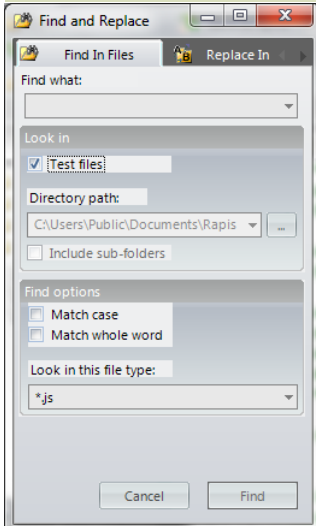 Find and Replace
Find In Files
Replace In
Find what:
Look in
Test files
Directory path:
C:\Users\Public\Documents\Rapis
...
Include sub-folders
Find options
Match case
Match whole word
Look in this file type:
*.js
Cancel
Find